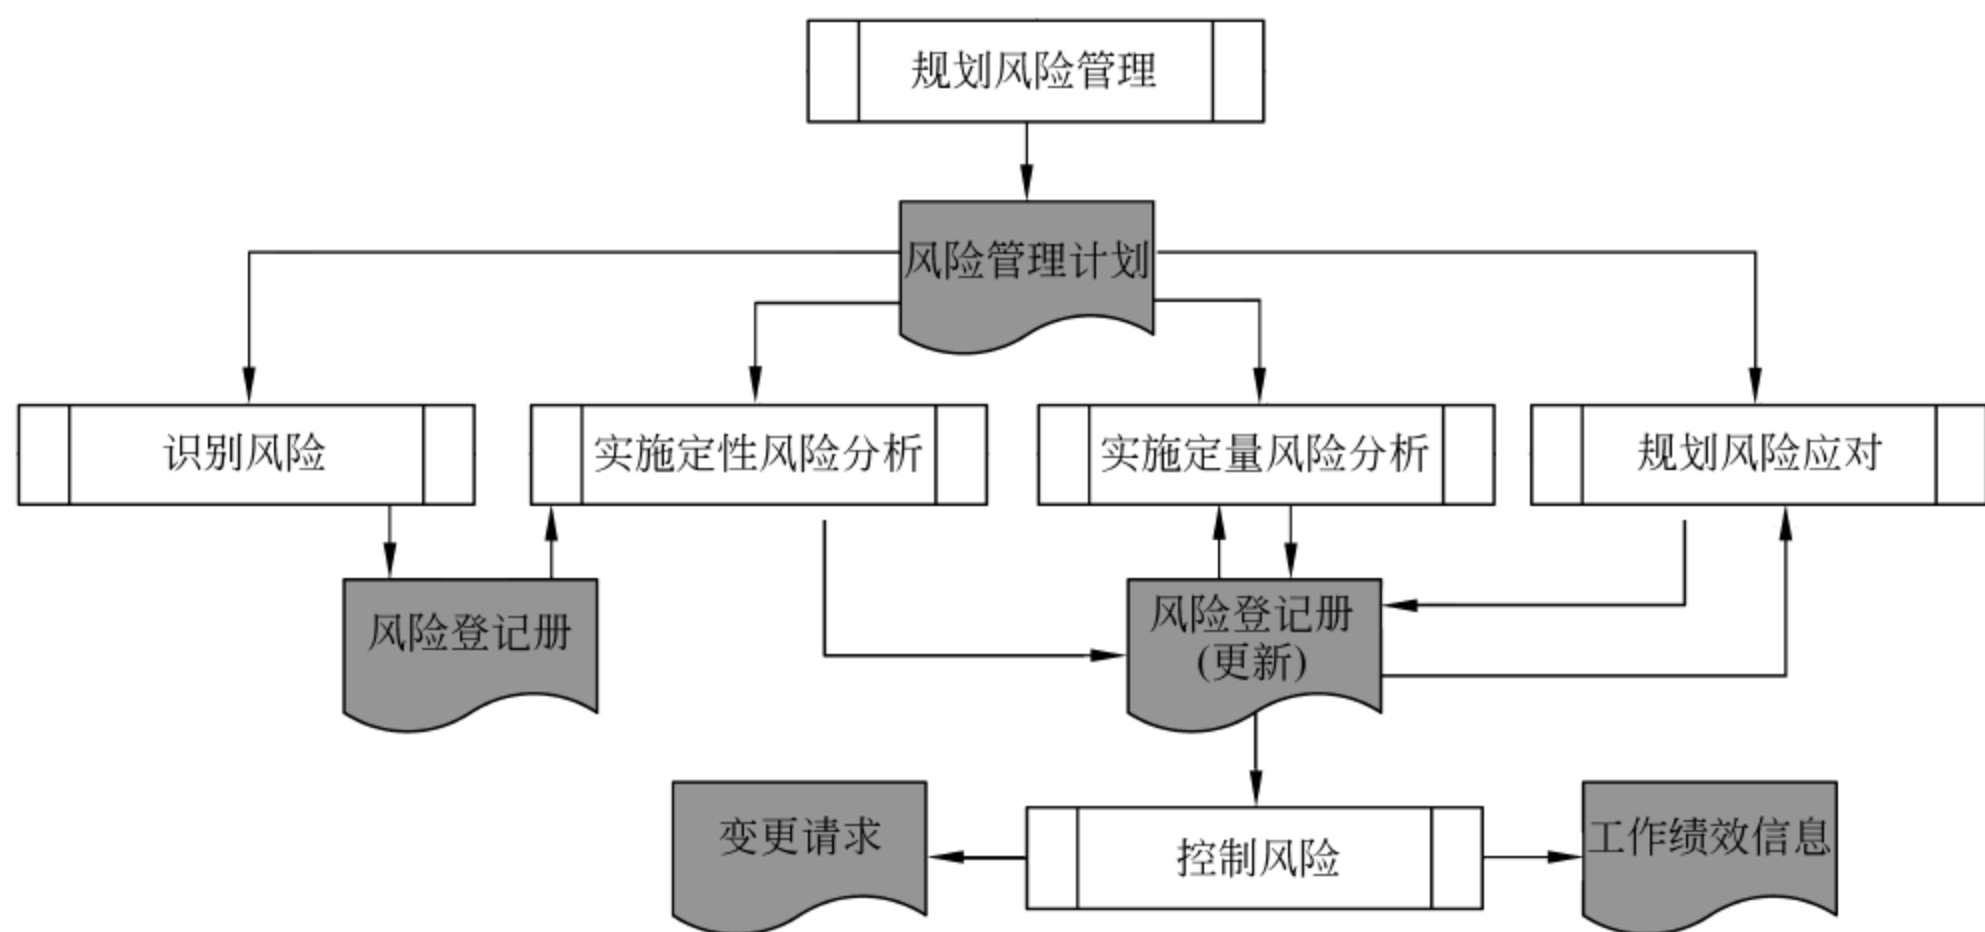 规划风险管理
风险管理计划
识别风险
实施定性风险分析
实施定量风险分析
规划风险应对
风险登记册
风险登记册
(更新)
变更请求
控制风险
工作绩效信息